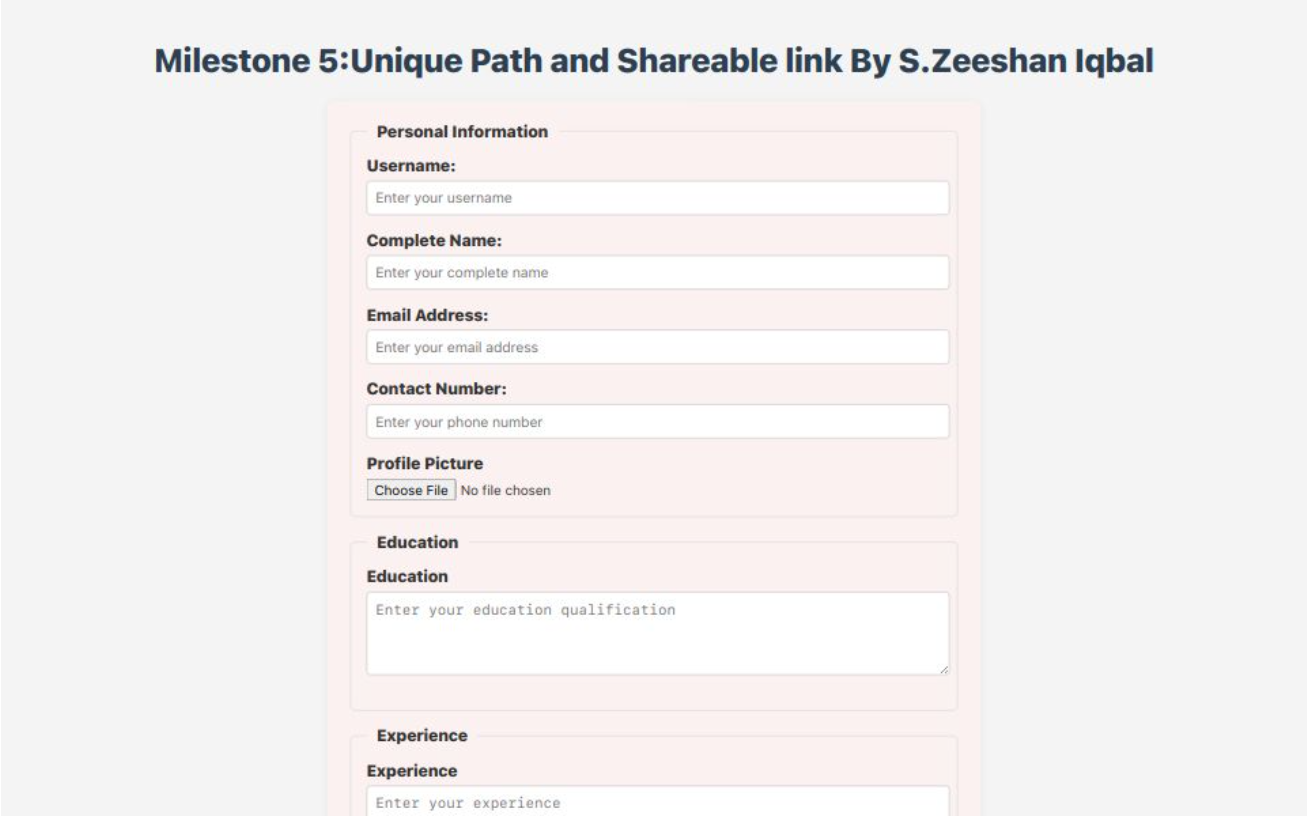 Milestone 5:Unique Path and Shareable link By S.Zeeshan Iqbal
Personal Information
Username:
Enter your username
Complete Name:
Enter your complete name
Email Address:
Enter your email address
Contact Number:
Enter your phone number
Profile Picture
Choose File No file chosen
Education
Education
Enter your education qualification
Experience
Experience
Enter your experience